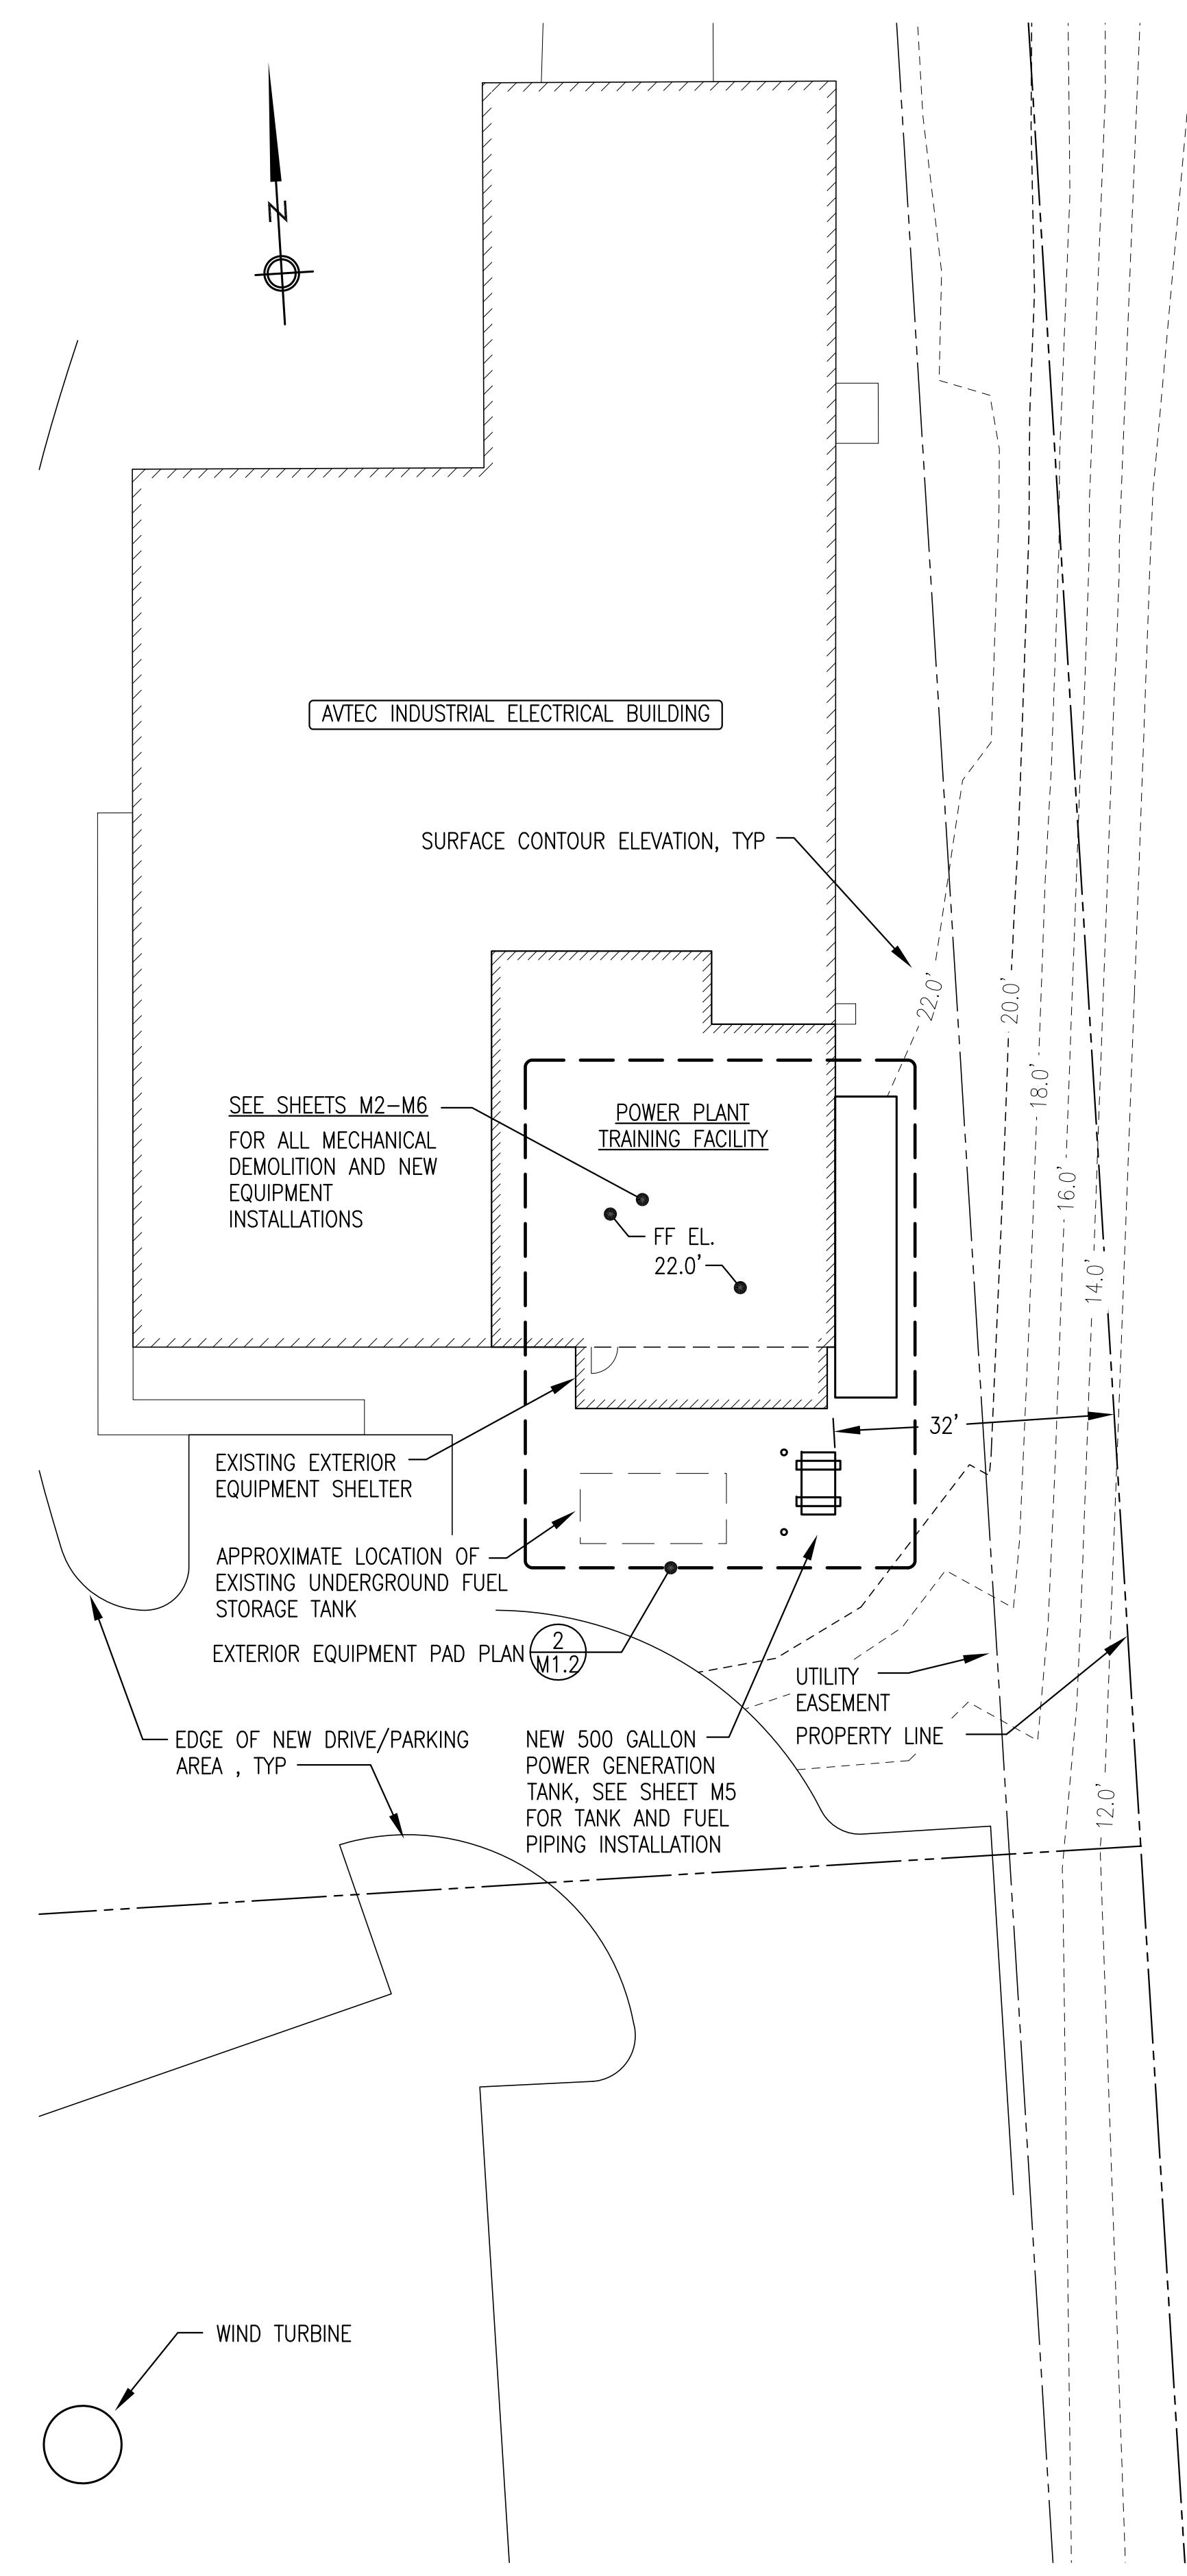 N
AVTEC INDUSTRIAL ELECTRICAL BUILDING
SURFACE CONTOUR ELEVATION, TYP
22.0'
20.0'
18.0'
16.0'
14.0'
SEE SHEETS M2-M6
FOR ALL MECHANICAL
DEMOLITION AND NEW
EQUIPMENT
INSTALLATIONS
POWER PLANT
TRAINING FACILITY
FF EL.
22.0'
32'
EXISTING EXTERIOR
EQUIPMENT SHELTER
APPROXIMATE LOCATION OF
EXISTING UNDERGROUND FUEL
STORAGE TANK
EXTERIOR EQUIPMENT PAD PLAN
2
M1.2
UTILITY
EASEMENT
PROPERTY LINE
EDGE OF NEW DRIVE/PARKING
AREA , TYP
NEW 500 GALLON
POWER GENERATION
TANK, SEE SHEET M5
FOR TANK AND FUEL
PIPING INSTALLATION
12.0'
WIND TURBINE